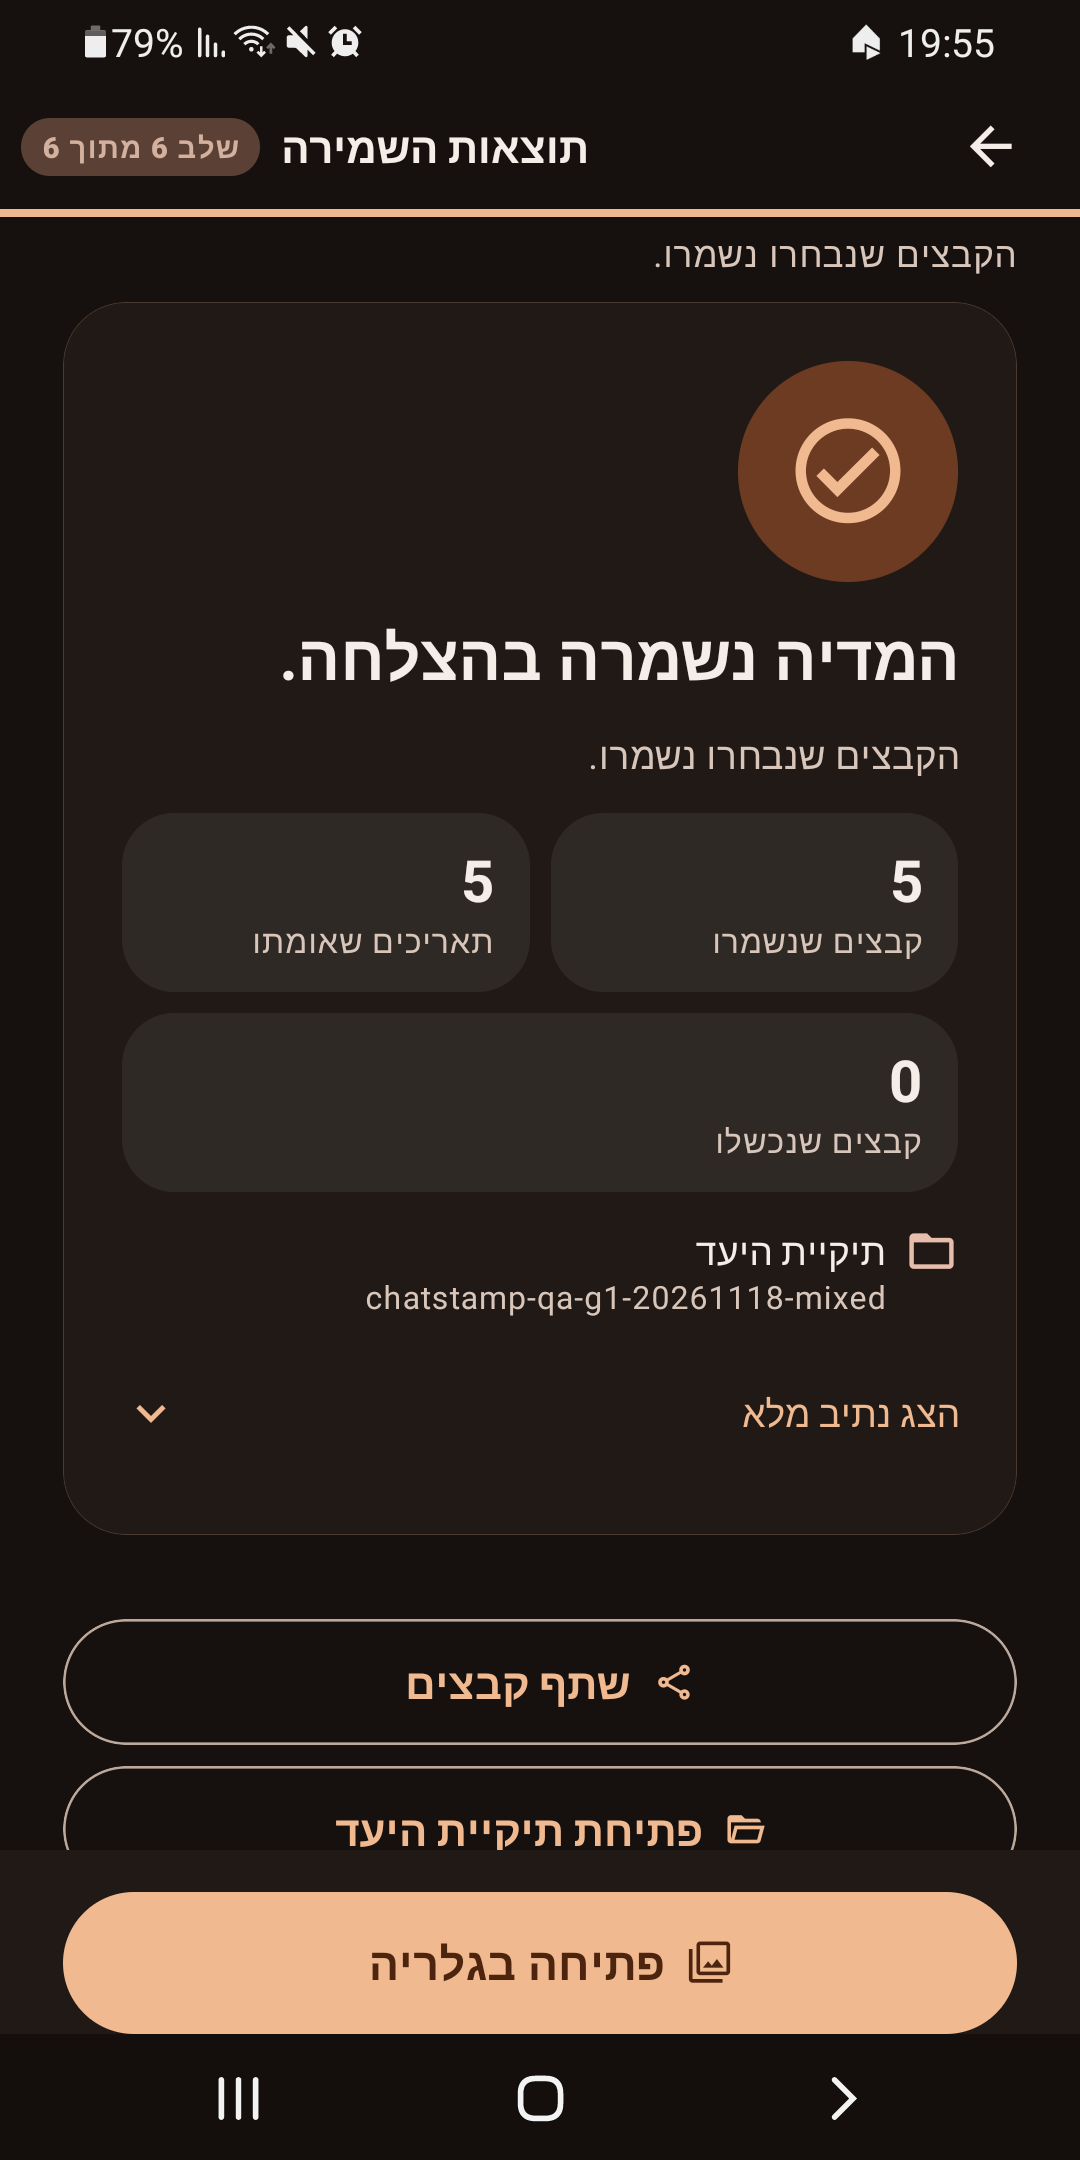 79%
19:55
תוצאות השמירה
שלב 6 מתוך 6
הקבצים שנבחרו נשמרו.
המדיה נשמרה בהצלחה.
הקבצים שנבחרו נשמרו.
5
קבצים שנשמרו
5
תאריכים שאומתו
0
קבצים שנכשלו
תיקיית היעד
chatstamp-qa-g1-20261118-mixed
הצג נתיב מלא
שתף קבצים
פתיחת תיקיית היעד
פתיחה בגלריה